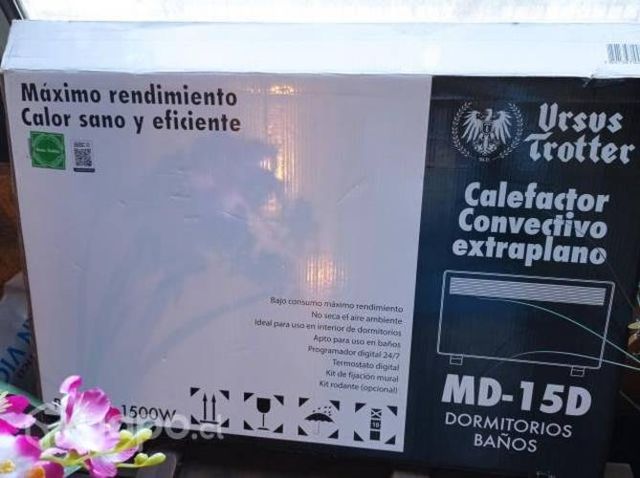 Máximo rendimiento
Calor sano y eficiente
Ursus
Trotter
Calefactor
Convectivo
extraplano
Bajo consumo máximo rendimiento
No seca el aire ambiente
Ideal para uso en interior de dormitorios
Apto para uso en baños
Programador digital 24/7
Termostato digital
Kit de fijación mural
Kit rodante (opcional)
1500W
10
MD-15D
DORMITORIOS
BAÑOS